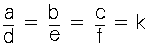 a/d = b/e = c/f = k